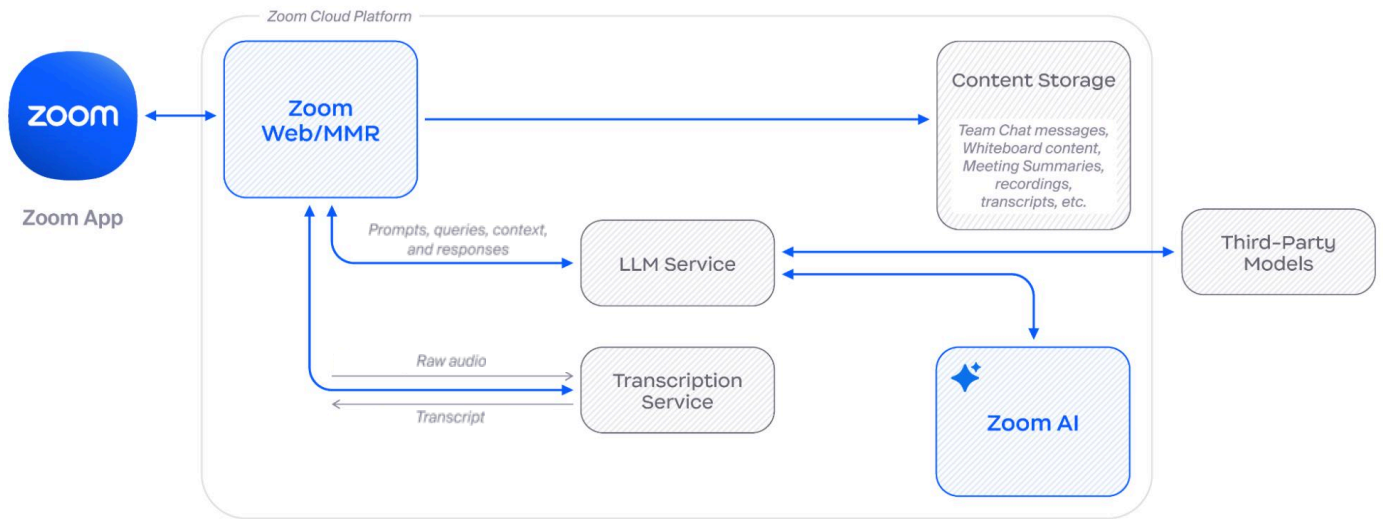 Zoom Cloud Platform
zoom
Zoom App
Zoom
Web/MMR
Content Storage
Team Chat messages,
Whiteboard content,
Meeting Summaries,
recordings,
transcripts, etc.
Prompts, queries, context,
and responses
LLM Service
Third-Party
Models
Raw audio
Transcription
Service
Transcript
Zoom AI